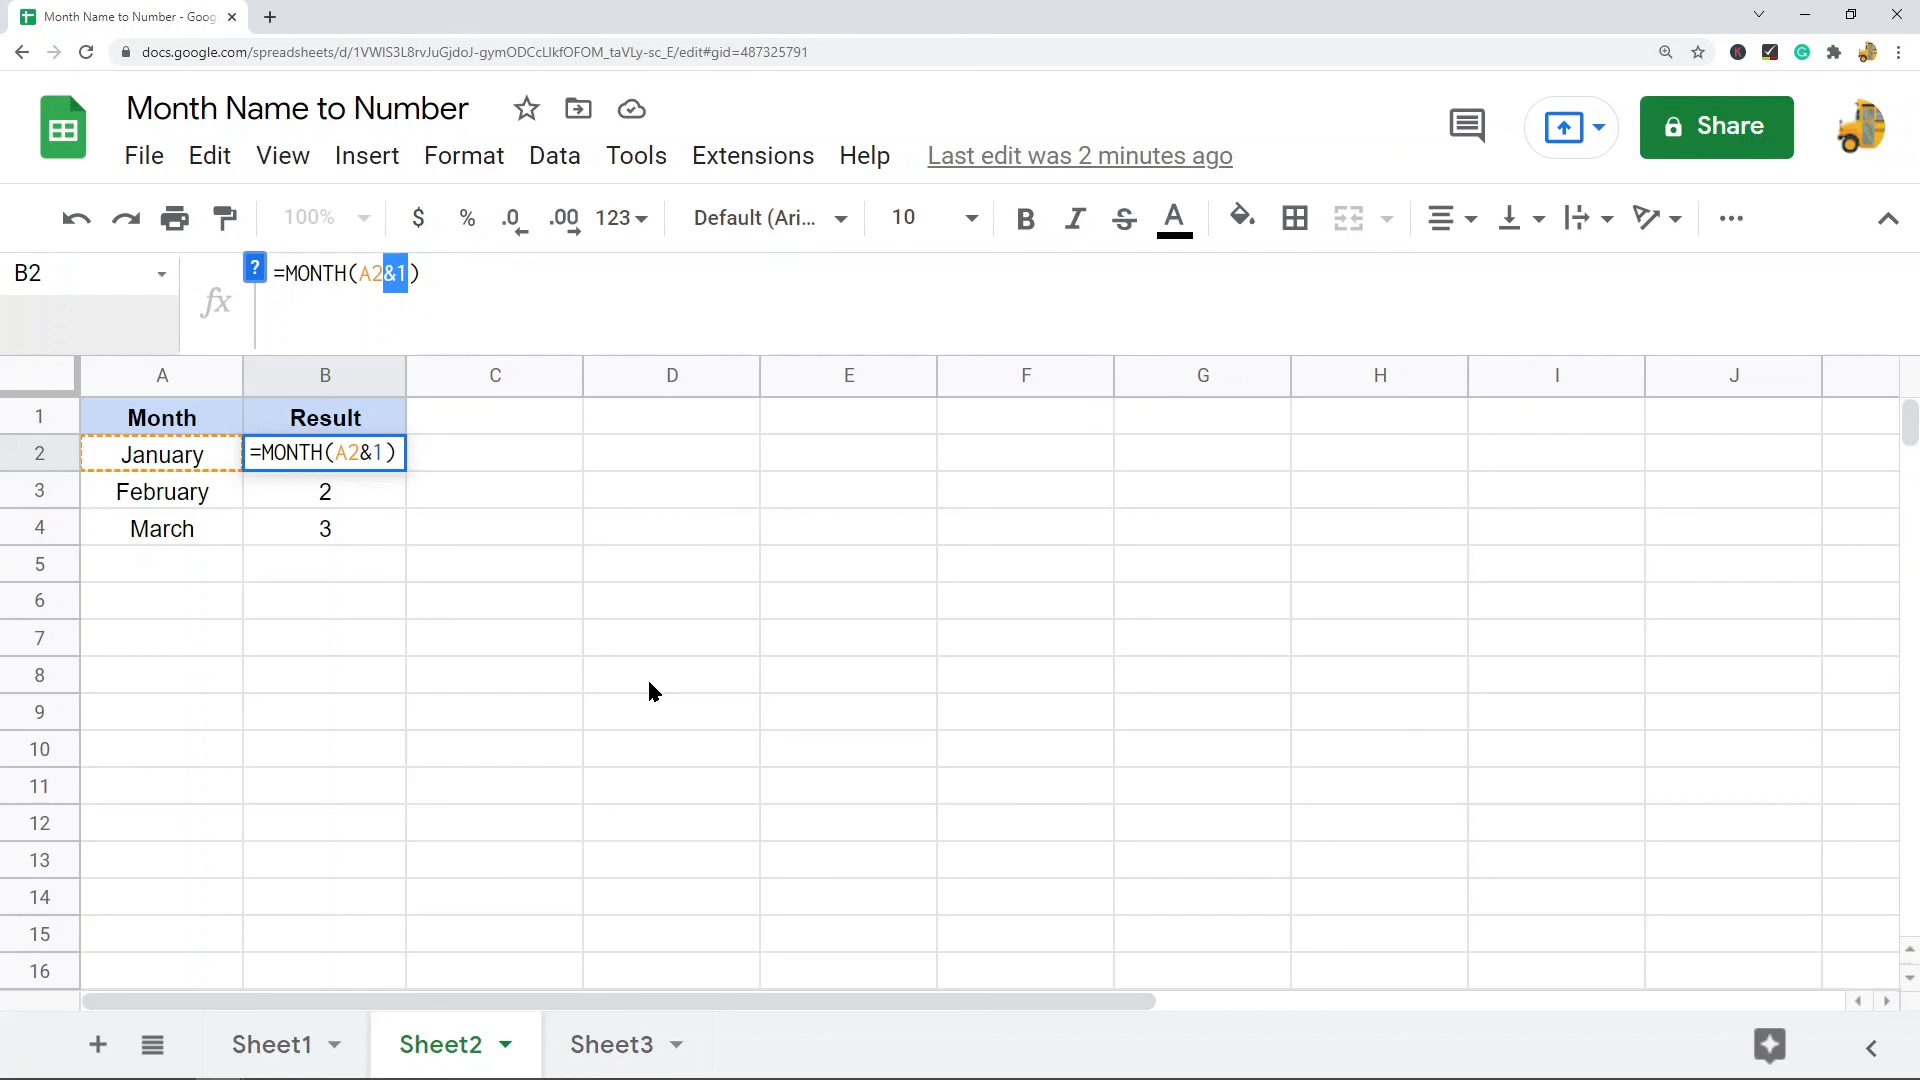 Month Name to Number - Goog
docs.google.com/spreadsheets/d/1VWIS3L8rvJuGjdoJ-gymODCcLIkfOFOM_taVLy-sc_E/edit#gid=487325791
Month Name to Number
Share
File Edit View Insert Format Data Tools Extensions Help Last edit was 2 minutes ago
100% $ % .0 .00 123 Default (Ari... 10 B I S A
B2 ? =MONTH(A2&1)
fx
A B C D E F G H I J
1 Month Result
2 January =MONTH(A2&1)
3 February 2
4 March 3
5
6
7
8
9
10
11
12
13
14
15
16
Sheet1 Sheet2 Sheet3